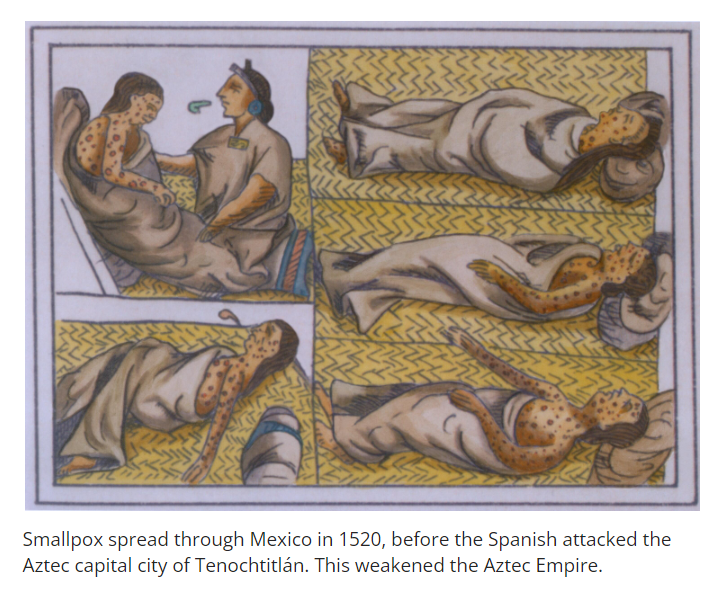 Smallpox spread through Mexico in 1520, before the Spanish attacked the
Aztec capital city of Tenochtitlán. This weakened the Aztec Empire.